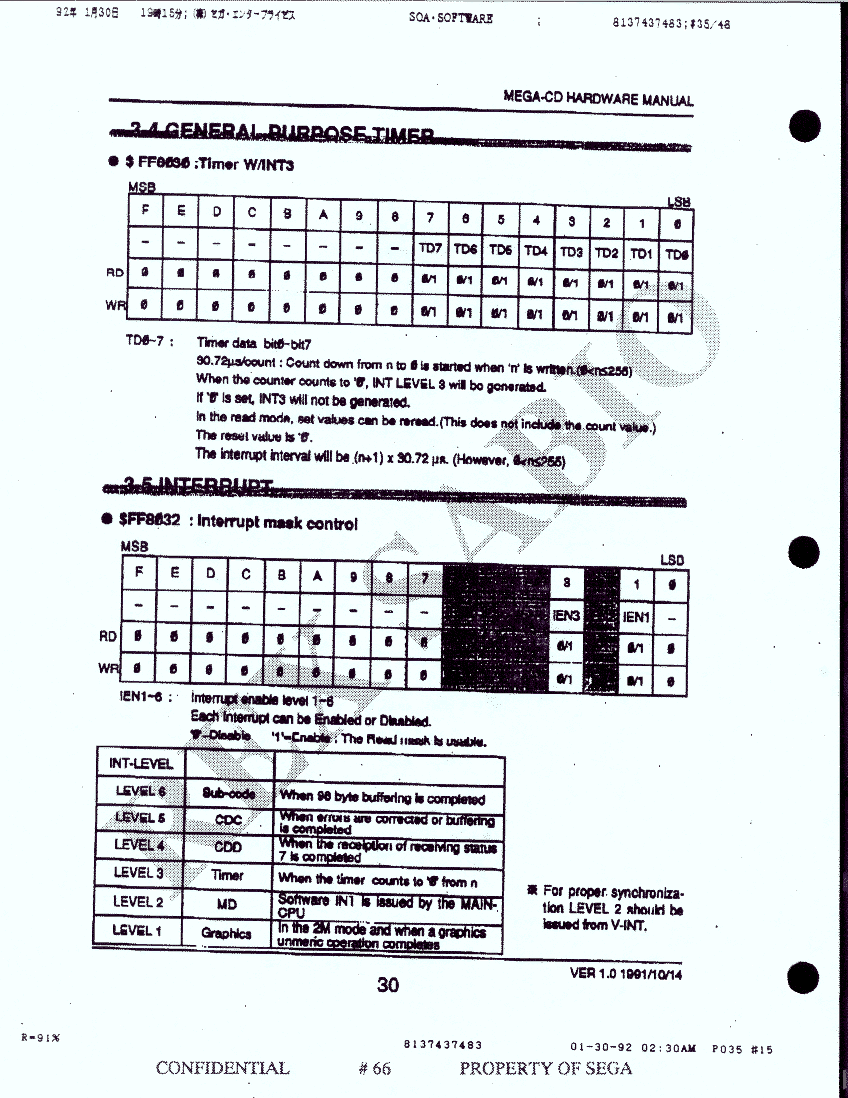 92年 1月30日 19時15分; (株) セガ・エンタープライゼス SOA・SOFTWARE ; 8137437483;#35/48
MEGA-CD HARDWARE MANUAL
3.4 GENERAL PURPOSE TIMER
● $ FF8030 :Timer W/INT3
MSB LSB
F E D C B A 9 8 7 6 5 4 3 2 1 0
– – – – – – – – TD7 TD6 TD5 TD4 TD3 TD2 TD1 TD0
RD 0 0 0 0 0 0 0 0 0/1 0/1 0/1 0/1 0/1 0/1 0/1 0/1
WR 0 0 0 0 0 0 0 0 0/1 0/1 0/1 0/1 0/1 0/1 0/1 0/1
TD0~7 : Timer data bit0–bit7
30.72µs/count : Count down from n to 0 is started when 'n' is written.(0<n≤255)
When the counter counts to '0', INT LEVEL 3 will be generated.
If '0' is set, INT3 will not be generated.
In the read mode, set values can be reread.(This does not include the count value.)
The reset value is '0'.
The interrupt interval will be (n+1) x 30.72 µs. (However, 0<n≤255)
3.5 INTERRUPT
● $FF8032 : Interrupt mask control
MSB LSB
F E D C B A 9 8 7 3 1 0
– – – – – – – – – IEN3 IEN1 –
RD 0 0 0 0 0 0 0 0 0 0/1 0/1 0
WR 0 0 0 0 0 0 0 0 0 0/1 0/1 0
IEN1~6 : Interrupt enable level 1~6
Each Interrupt can be Enabled or Disabled.
'0'–Disable '1'–Enable : The Read mask is usable.
INT-LEVEL
LEVEL 6 Sub-code When 98 byte buffering is completed
LEVEL 5 CDC When errors are corrected or buffering
is completed
LEVEL 4 CDD When the reception of receiving status
7 is completed
LEVEL 3 Timer When the timer counts to '0' from n
LEVEL 2 MD Software INT is issued by the MAIN-
CPU
LEVEL 1 Graphics In the 2M mode and when a graphics
unmeric operation completes
※ For proper synchroniza-
tion LEVEL 2 should be
issued from V-INT.
VER 1.0 1991/10/14
30
R=91%
8137437483 01-30-92 02:30AM P035 #15
CONFIDENTIAL # 66 PROPERTY OF SEGA